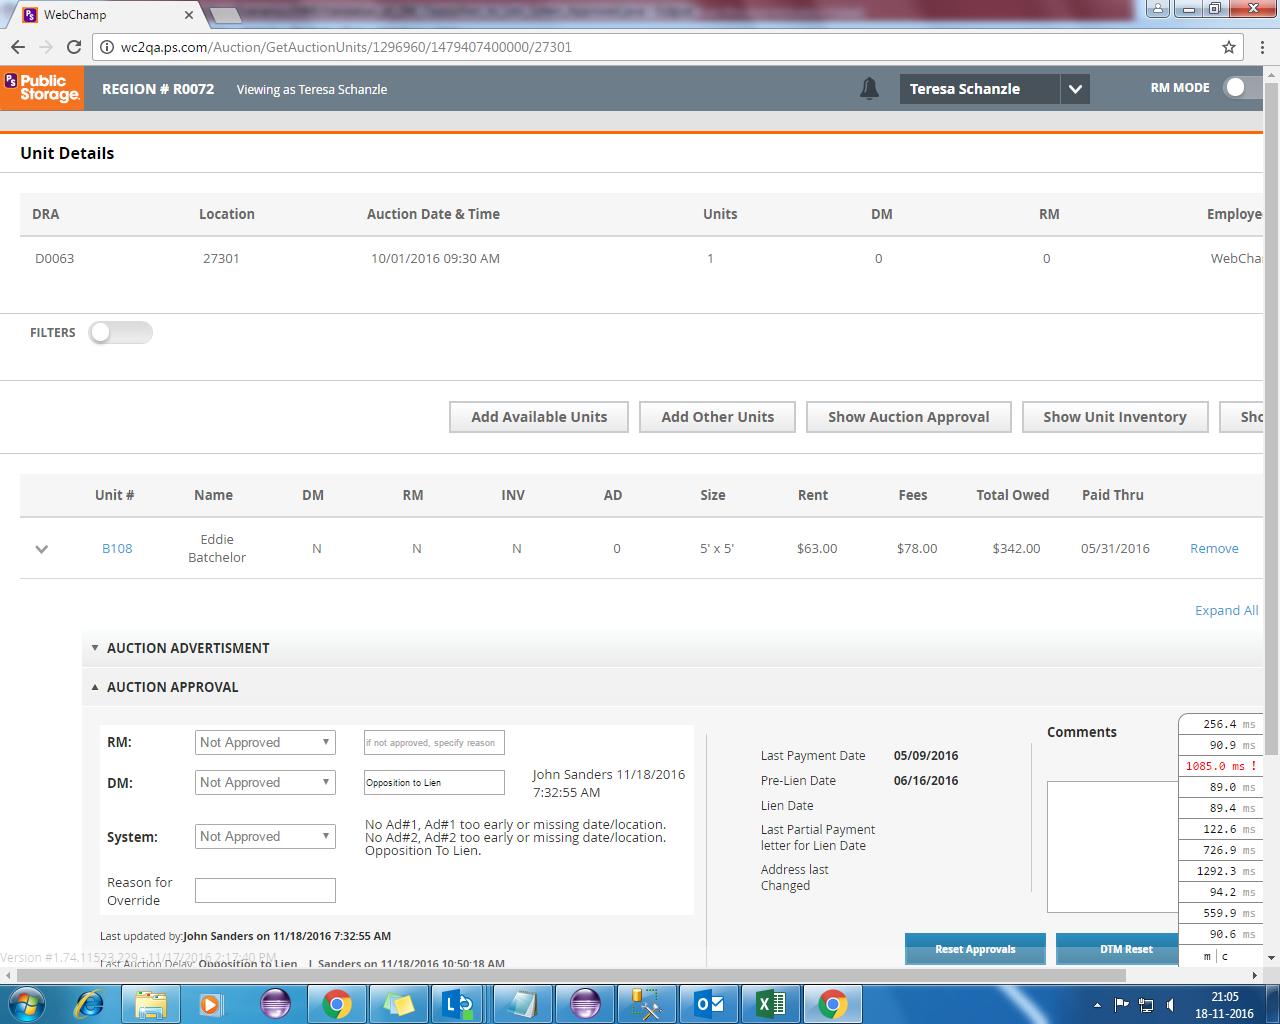 WebChamp
wc2qa.ps.com/Auction/GetAuctionUnits/1296960/1479407400000/27301
PS Public Storage.
REGION # R0072
Viewing as Teresa Schanzle
Teresa Schanzle
RM MODE
Unit Details
DRA Location Auction Date & Time Units DM RM Employe
D0063 27301 10/01/2016 09:30 AM 1 0 0 WebCha
FILTERS
Add Available Units Add Other Units Show Auction Approval Show Unit Inventory Sho
Unit # Name DM RM INV AD Size Rent Fees Total Owed Paid Thru
B108 Eddie Batchelor N N N 0 5' x 5' $63.00 $78.00 $342.00 05/31/2016 Remove
Expand All
AUCTION ADVERTISMENT
AUCTION APPROVAL
RM: Not Approved if not approved, specify reason
DM: Not Approved Opposition to Lien John Sanders 11/18/2016
7:32:55 AM
System: Not Approved
No Ad#1, Ad#1 too early or missing date/location.
No Ad#2, Ad#2 too early or missing date/location.
Opposition To Lien.
Reason for
Override
Last updated by:John Sanders on 11/18/2016 7:32:55 AM
Last Auction Delay: Opposition to Lien J. Sanders on 11/18/2016 10:50:18 AM
Version #1.74.11523.229 - 11/17/2016 2:17:40 PM
Last Payment Date 05/09/2016
Pre-Lien Date 06/16/2016
Lien Date
Last Partial Payment
letter for Lien Date
Address last
Changed
Comments
Reset Approvals DTM Reset
256.4 ms
90.9 ms
1085.0 ms !
89.0 ms
89.4 ms
122.6 ms
726.9 ms
1292.3 ms
94.2 ms
559.9 ms
90.6 ms
m | c
21:05
18-11-2016